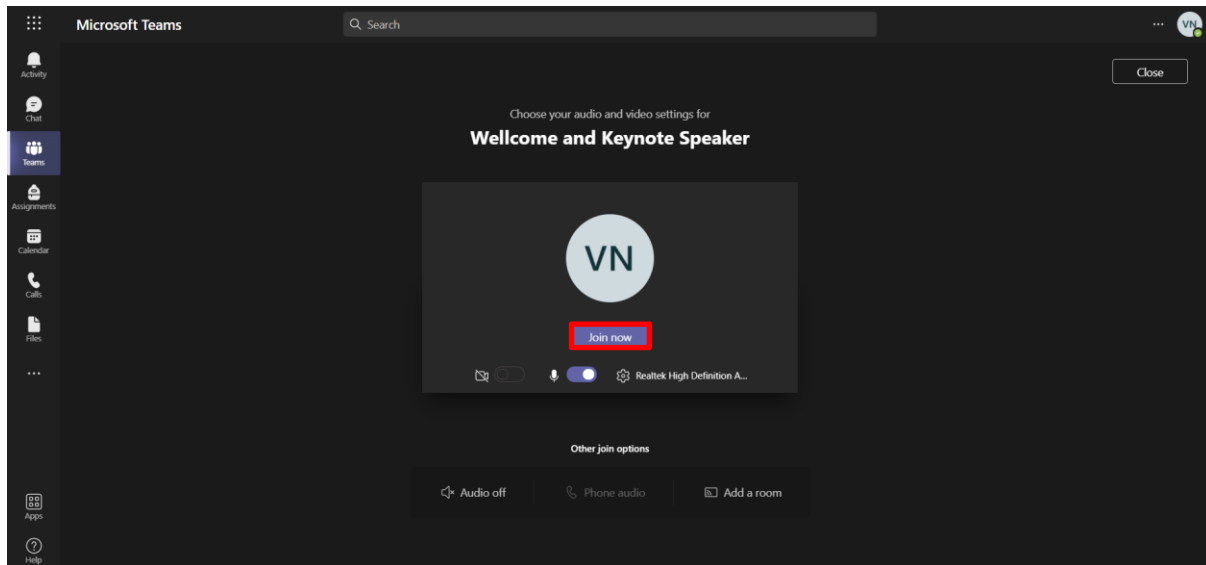 Microsoft Teams
Search
VN
Activity
Chat
Teams
Assignments
Calendar
Calls
Files
Apps
Help
Close
Choose your audio and video settings for
Wellcome and Keynote Speaker
VN
Join now
Realtek High Definition A...
Other join options
Audio off
Phone audio
Add a room